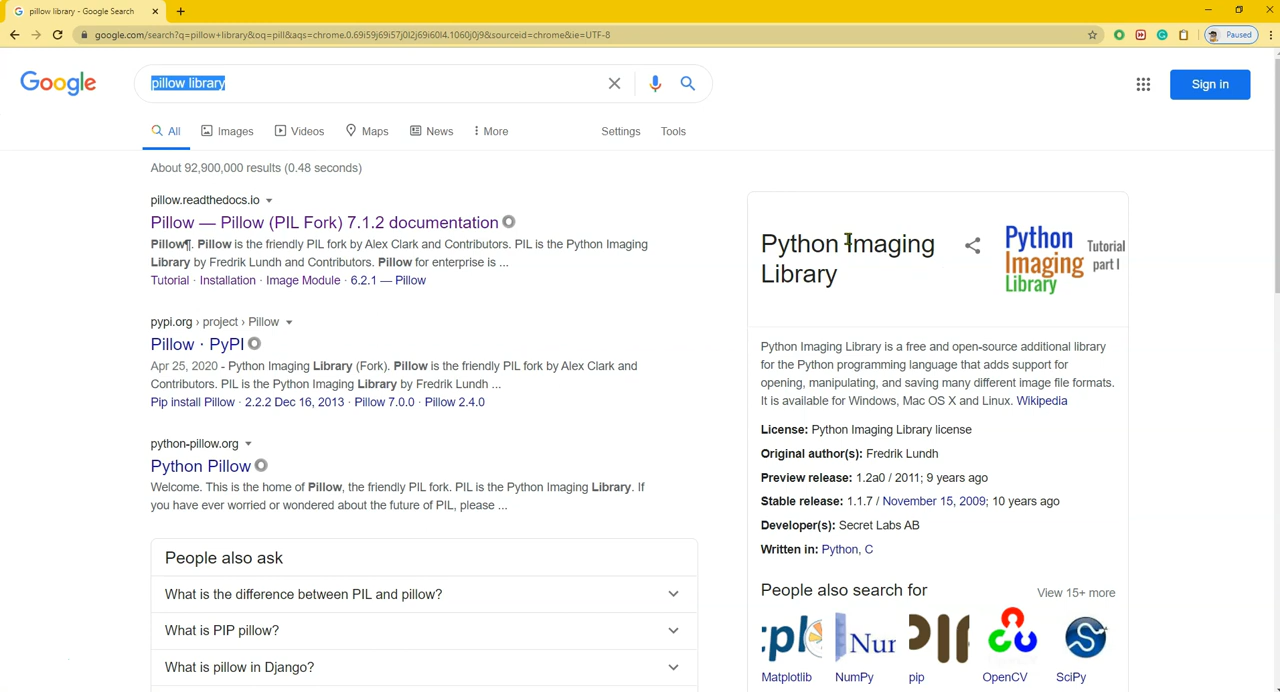 pillow library - Google Search
google.com/search?q=pillow+library&oq=pill&aqs=chrome.0.69i59j69i57j0l2j69i60l4.1060j0j9&sourceid=chrome&ie=UTF-8
Paused
Google
pillow library
Sign in
All
Images
Videos
Maps
News
More
Settings
Tools
About 92,900,000 results (0.48 seconds)
pillow.readthedocs.io
Pillow — Pillow (PIL Fork) 7.1.2 documentation
Pillow¶. Pillow is the friendly PIL fork by Alex Clark and Contributors. PIL is the Python Imaging
Library by Fredrik Lundh and Contributors. Pillow for enterprise is ...
Tutorial · Installation · Image Module · 6.2.1 — Pillow
pypi.org › project › Pillow
Pillow · PyPI
Apr 25, 2020 - Python Imaging Library (Fork). Pillow is the friendly PIL fork by Alex Clark and
Contributors. PIL is the Python Imaging Library by Fredrik Lundh ...
Pip install Pillow · 2.2.2 Dec 16, 2013 · Pillow 7.0.0 · Pillow 2.4.0
python-pillow.org
Python Pillow
Welcome. This is the home of Pillow, the friendly PIL fork. PIL is the Python Imaging Library. If
you have ever worried or wondered about the future of PIL, please ...
People also ask
What is the difference between PIL and pillow?
What is PIP pillow?
What is pillow in Django?
Python Imaging
Library
Python
Imaging
Library
Tutorial
part I
Python Imaging Library is a free and open-source additional library
for the Python programming language that adds support for
opening, manipulating, and saving many different image file formats.
It is available for Windows, Mac OS X and Linux. Wikipedia
License: Python Imaging Library license
Original author(s): Fredrik Lundh
Preview release: 1.2a0 / 2011; 9 years ago
Stable release: 1.1.7 / November 15, 2009; 10 years ago
Developer(s): Secret Labs AB
Written in: Python, C
People also search for
View 15+ more
Matplotlib
NumPy
pip
OpenCV
SciPy